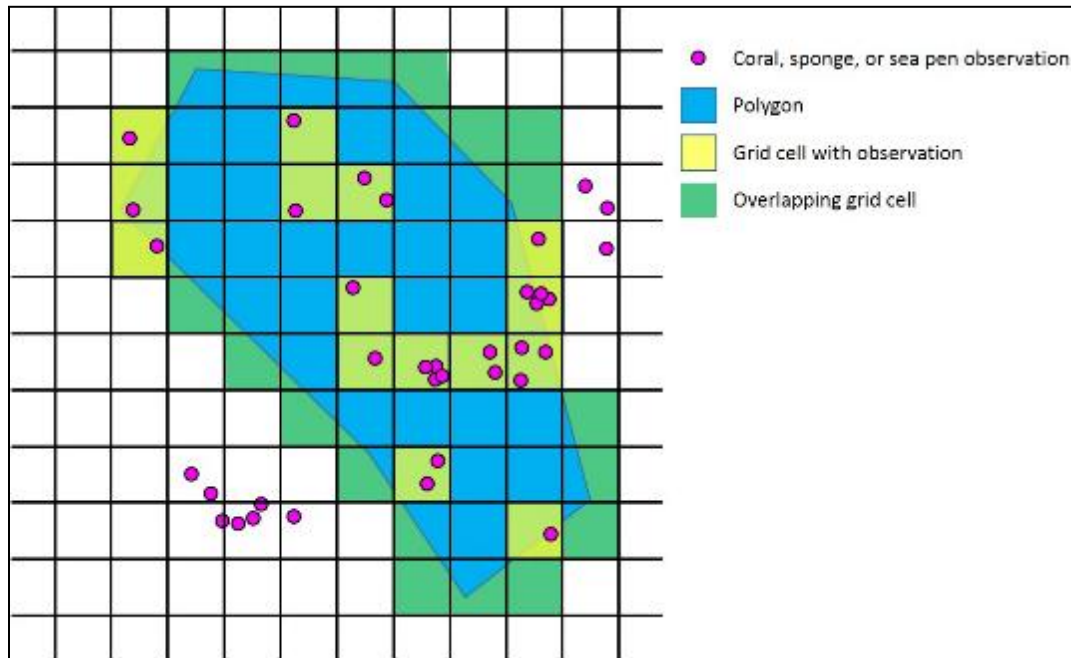 Coral, sponge, or sea pen observation
Polygon
Grid cell with observation
Overlapping grid cell